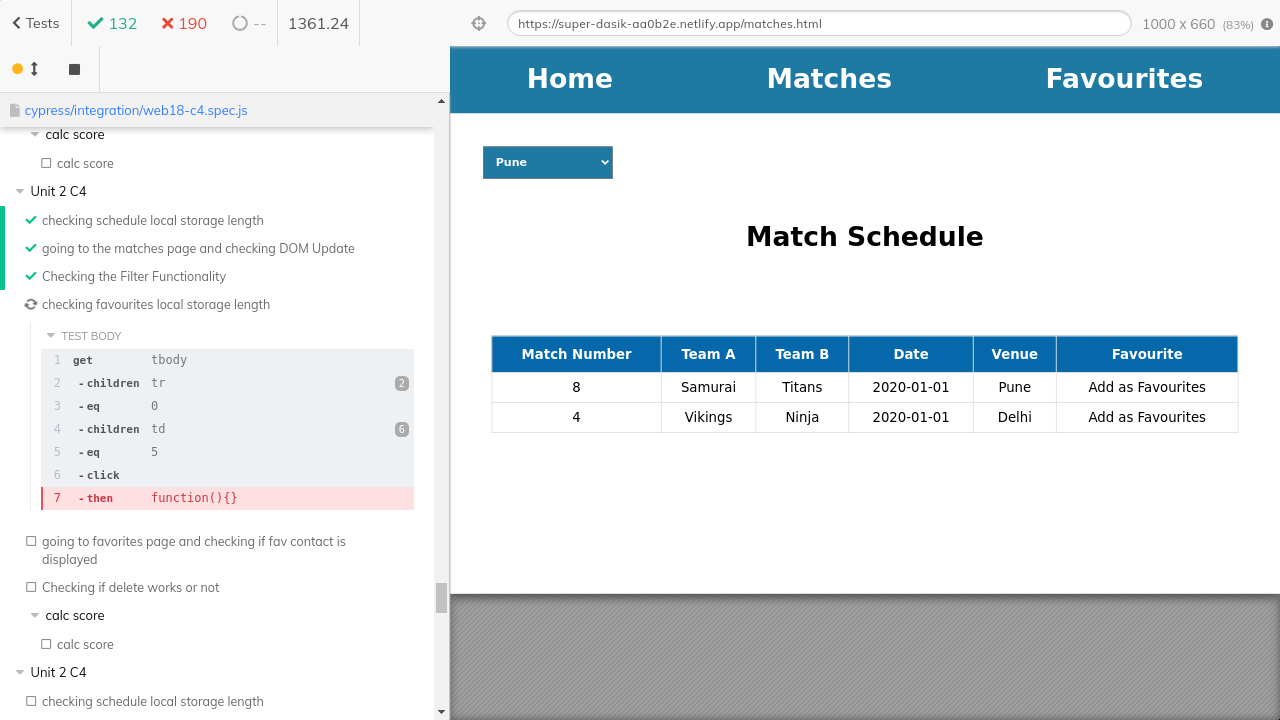 Tests
132
190
--
1361.24
https://super-dasik-aa0b2e.netlify.app/matches.html
1000 x 660 (83%)
cypress/integration/web18-c4.spec.js
calc score
calc score
Unit 2 C4
checking schedule local storage length
going to the matches page and checking DOM Update
Checking the Filter Functionality
checking favourites local storage length
TEST BODY
1 get tbody
2 - children tr 2
3 - eq 0
4 - children td 6
5 - eq 5
6 - click
7 - then function(){}
going to favorites page and checking if fav contact is
displayed
Checking if delete works or not
calc score
calc score
Unit 2 C4
checking schedule local storage length
Home Matches Favourites
Pune
Match Schedule
Match Number Team A Team B Date Venue Favourite
8 Samurai Titans 2020-01-01 Pune Add as Favourites
4 Vikings Ninja 2020-01-01 Delhi Add as Favourites